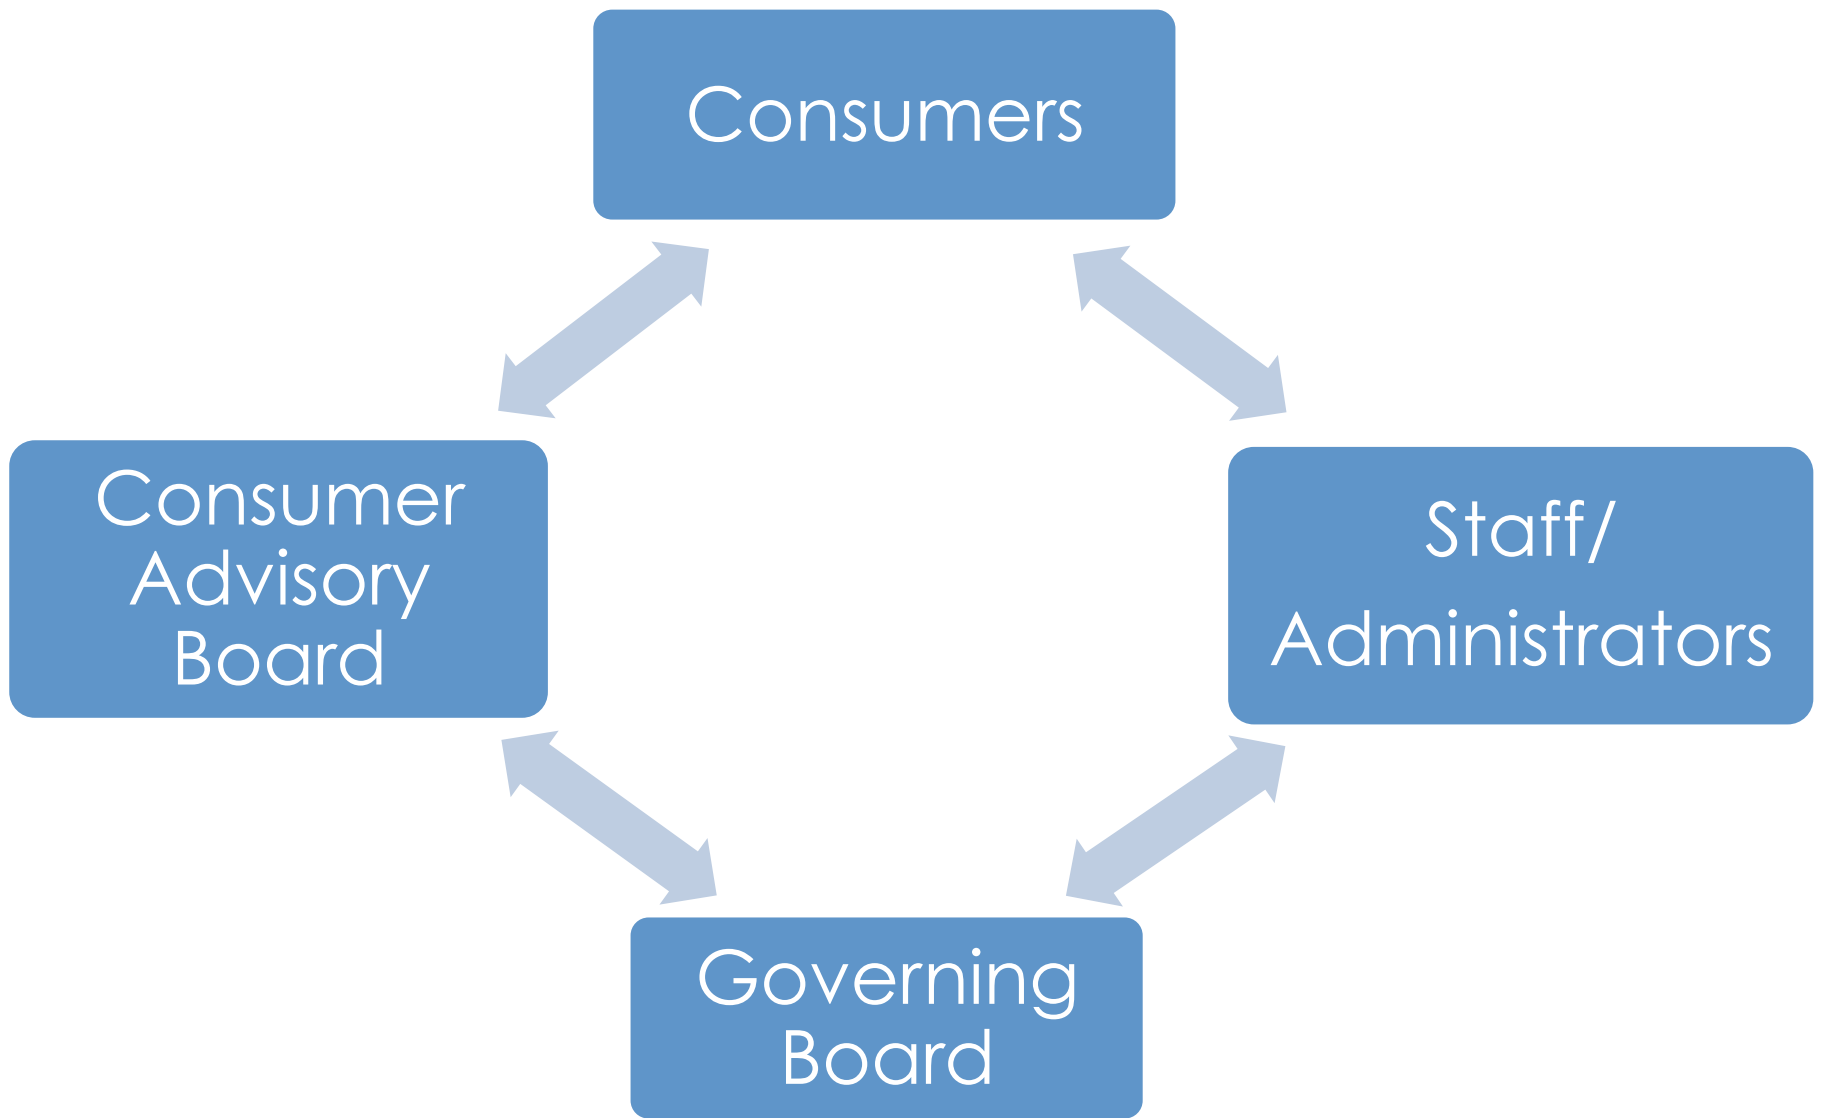 Consumers
Consumer
Advisory
Board
Staff/
Administrators
Governing
Board